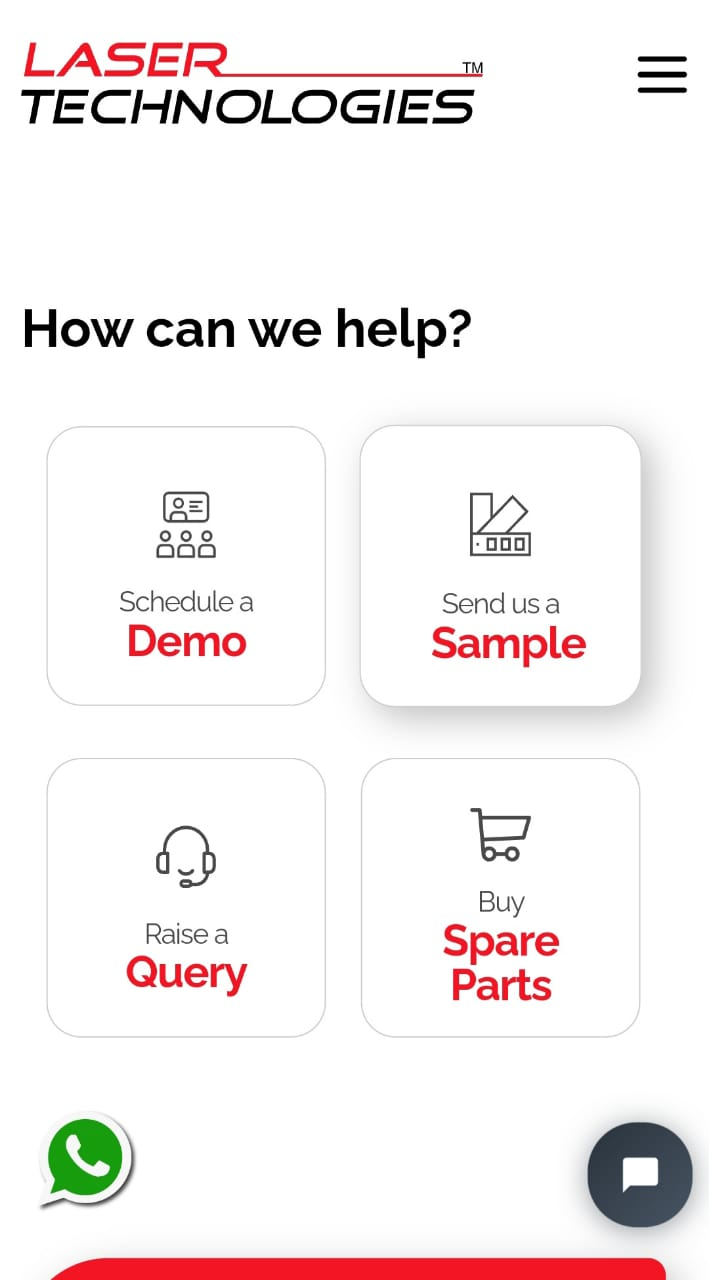 LASER
TM
TECHNOLOGIES
How can we help?
Schedule a
Demo
Send us a
Sample
Raise a
Query
Buy
Spare
Parts